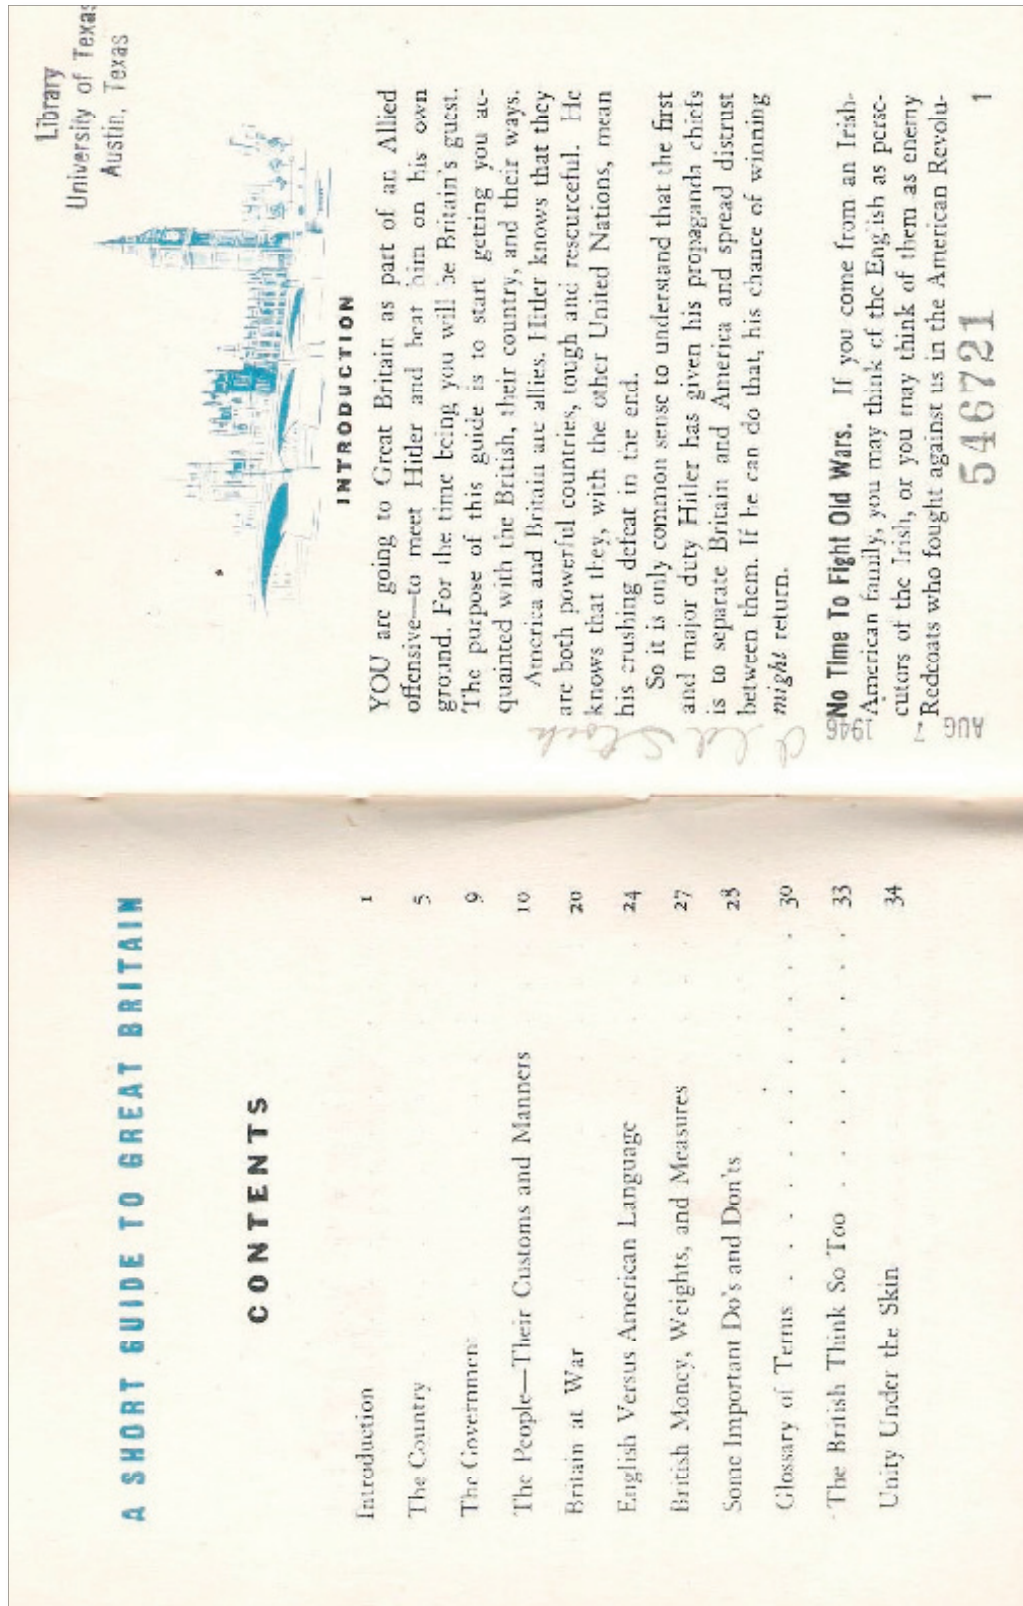 A SHORT GUIDE TO GREAT BRITAIN
CONTENTS
Introduction 1
The Country 5
The Government 9
The People—Their Customs and Manners 10
Britain at War 20
English Versus American Language 24
British Money, Weights, and Measures 27
Some Important Do's and Don'ts 28
Glossary of Terms . . . . . . . . 30
The British Think So Too . . . . . . 33
Unity Under the Skin 34
Library
University of Texas
Austin, Texas
INTRODUCTION
YOU are going to Great Britain as part of an Allied
offensive—to meet Hitler and beat him on his own
ground. For the time being you will be Britain's guest.
The purpose of this guide is to start getting you ac-
quainted with the British, their country, and their ways.
America and Britain are allies. Hitler knows that they
are both powerful countries, tough and resourceful. He
knows that they, with the other United Nations, mean
his crushing defeat in the end.
So it is only common sense to understand that the first
and major duty Hitler has given his propaganda chiefs
is to separate Britain and America and spread distrust
between them. If he can do that, his chance of winning
might return.
No Time To Fight Old Wars. If you come from an Irish-
American family, you may think of the English as perse-
cutors of the Irish, or you may think of them as enemy
Redcoats who fought against us in the American Revolu-
1
546721
AUG 7 1946
Old Stack